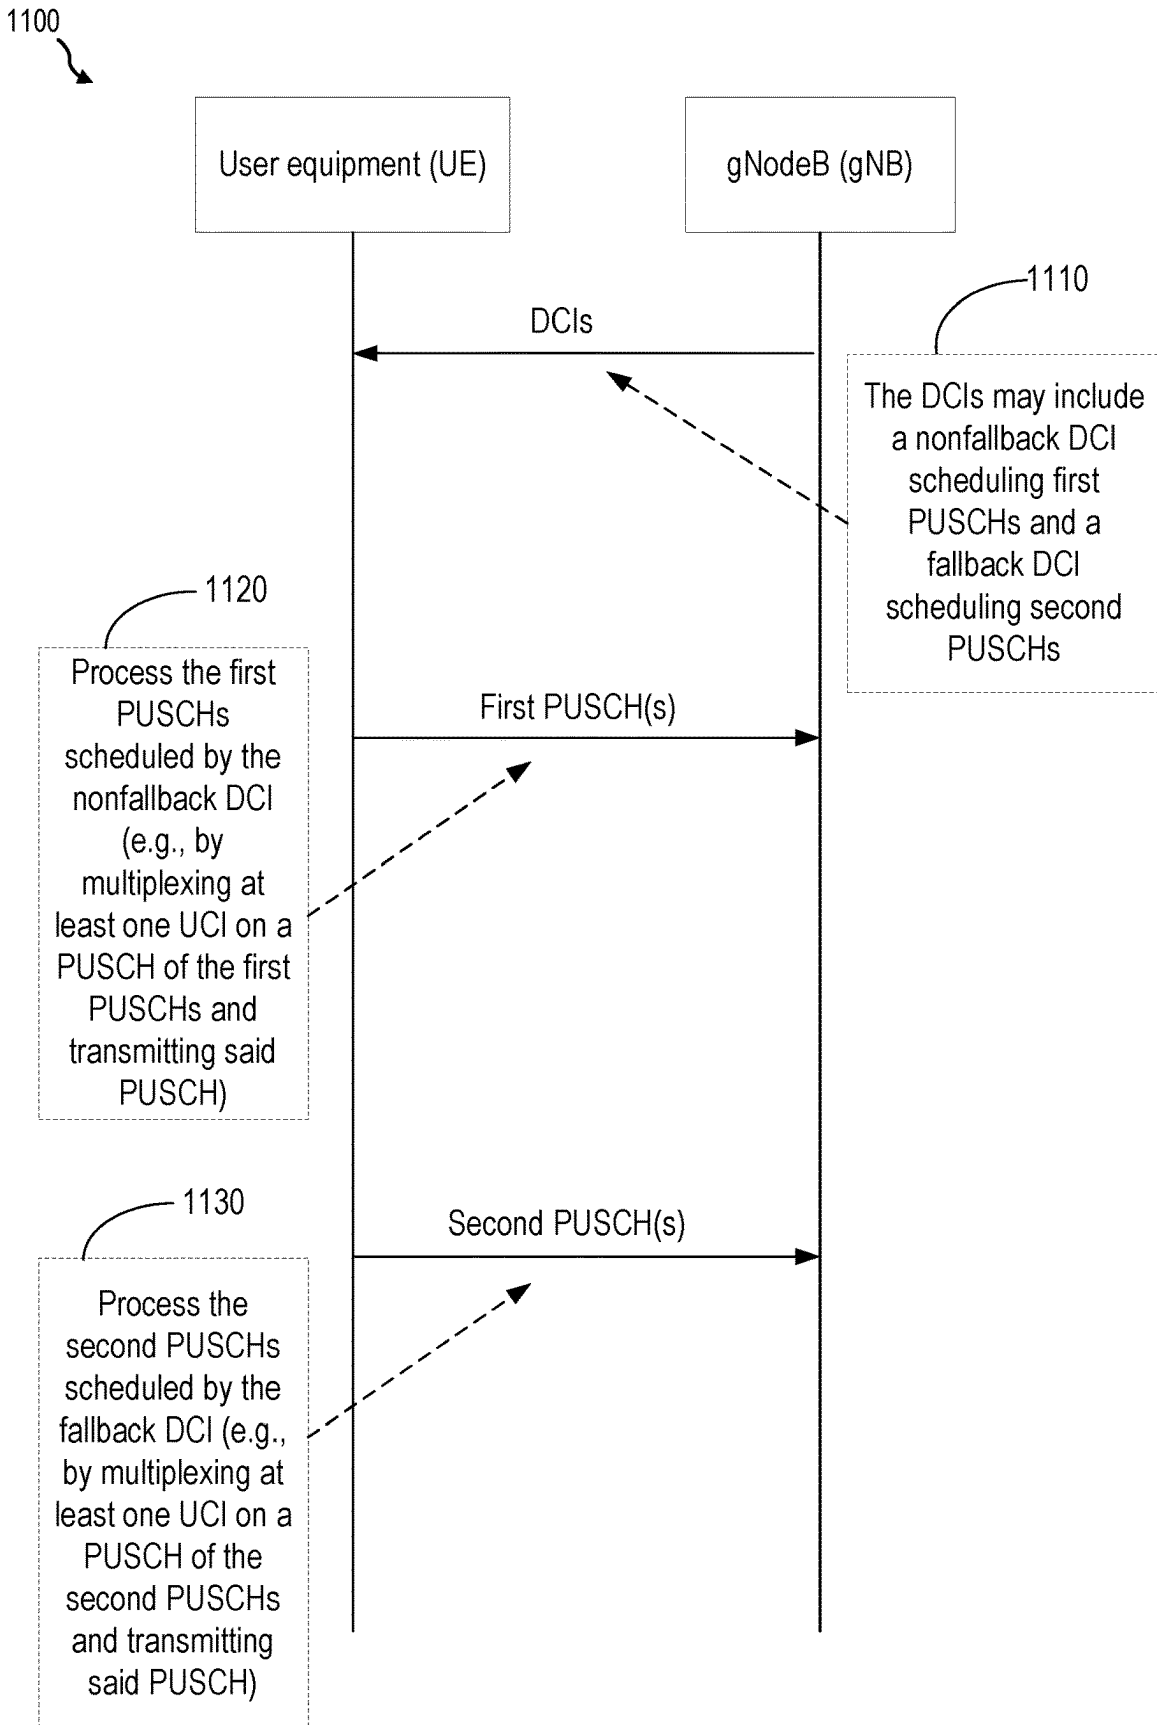 1100
User equipment (UE)
gNodeB (gNB)
1110
DCIs
The DCIs may include
a nonfallback DCI
scheduling first
PUSCHs and a
fallback DCI
scheduling second
PUSCHs
1120
Process the first
PUSCHs
scheduled by the
nonfallback DCI
(e.g., by
multiplexing at
least one UCI on a
PUSCH of the first
PUSCHs and
transmitting said
PUSCH)
First PUSCH(s)
1130
Second PUSCH(s)
Process the
second PUSCHs
scheduled by the
fallback DCI (e.g.,
by multiplexing at
least one UCI on a
PUSCH of the
second PUSCHs
and transmitting
said PUSCH)